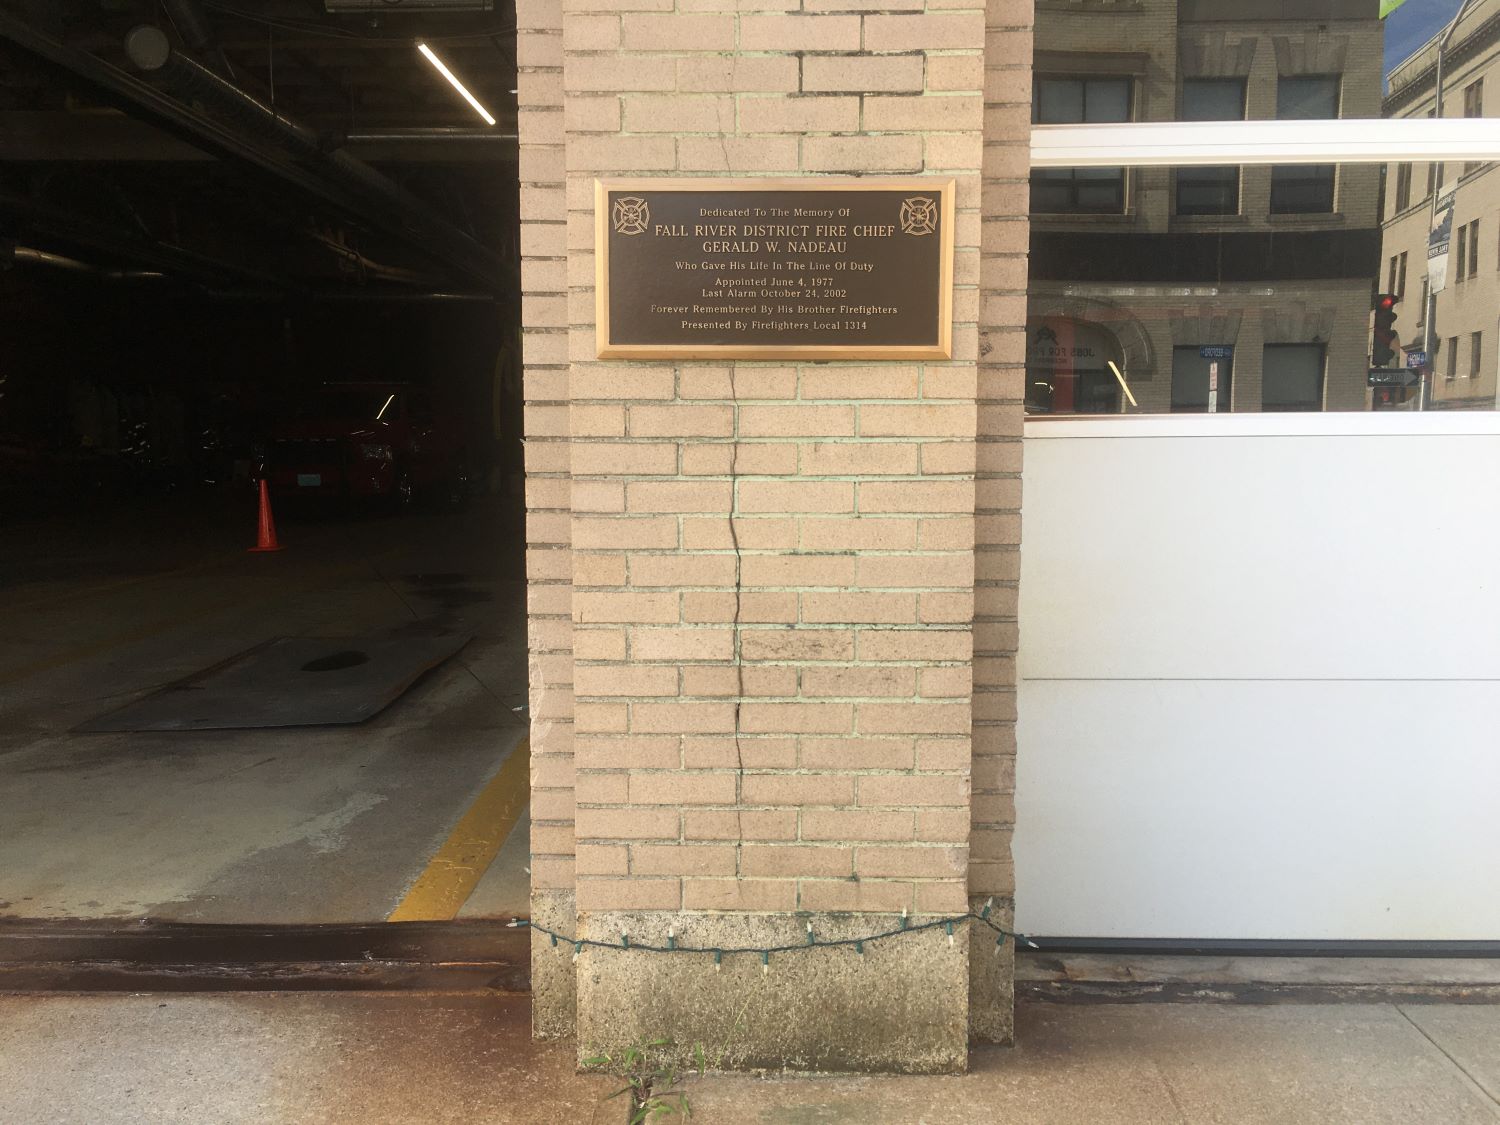 Dedicated To The Memory Of
FALL RIVER DISTRICT FIRE CHIEF
GERALD W. NADEAU
Who Gave His Life In The Line Of Duty
Appointed June 4, 1977
Last Alarm October 24, 2002
Forever Remembered By His Brother Firefighters
Presented By Firefighters Local 1314
JOBS FOR